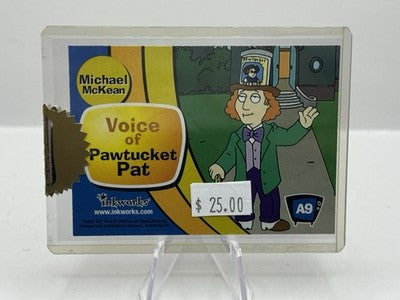 Michael
McKean
Voice
of
Pawtucket
Pat
inkworks
www.inkworks.com
$ 25.00
A9